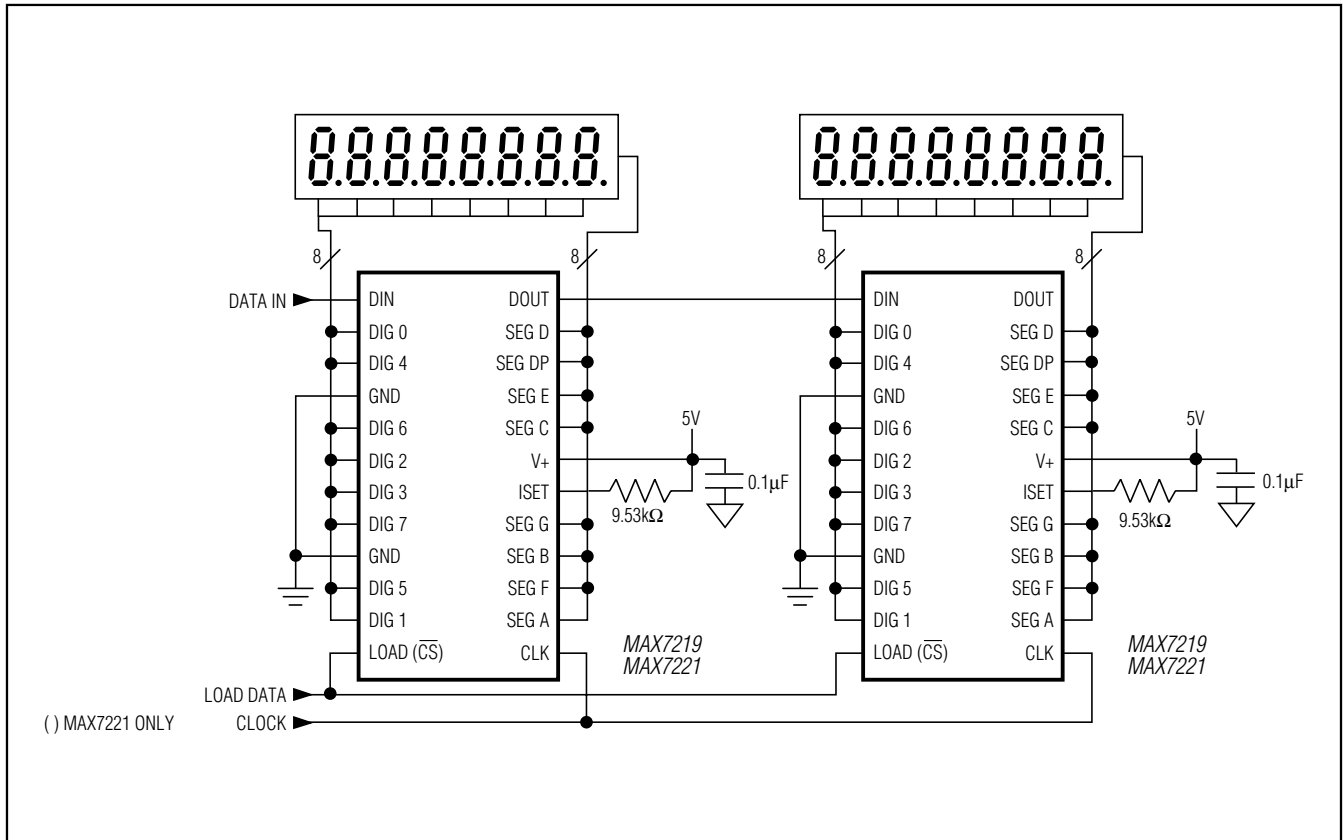 8.8.8.8.8.8.8.8.
8.8.8.8.8.8.8.8.
8
8
8
8
DATA IN
DIN
DOUT
DIG 0
SEG D
DIG 4
SEG DP
GND
SEG E
DIG 6
SEG C
DIG 2
V+
DIG 3
ISET
DIG 7
SEG G
GND
SEG B
DIG 5
SEG F
DIG 1
SEG A
LOAD (C̅S̅)
CLK
5V
0.1µF
9.53kΩ
MAX7219
MAX7221
DIN
DOUT
DIG 0
SEG D
DIG 4
SEG DP
GND
SEG E
DIG 6
SEG C
DIG 2
V+
DIG 3
ISET
DIG 7
SEG G
GND
SEG B
DIG 5
SEG F
DIG 1
SEG A
LOAD (C̅S̅)
CLK
5V
0.1µF
9.53kΩ
MAX7219
MAX7221
LOAD DATA
( ) MAX7221 ONLY
CLOCK